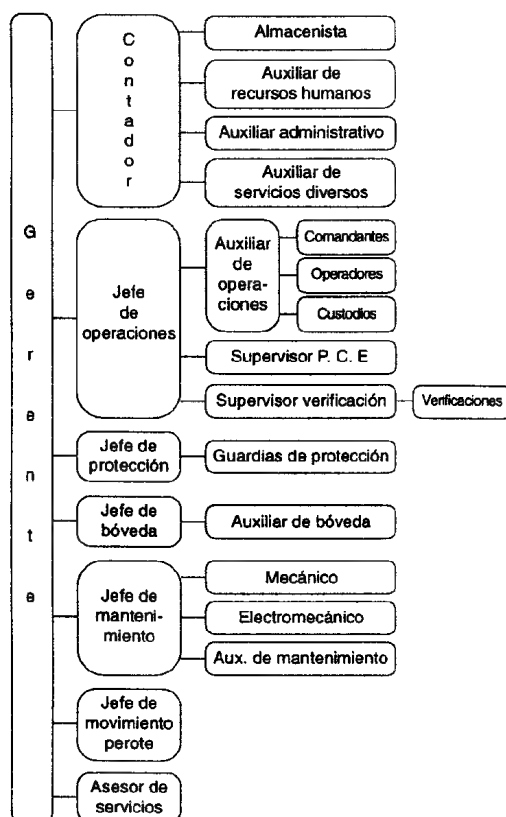 Gerente
Contador
Almacenista
Auxiliar de
recursos humanos
Auxiliar administrativo
Auxiliar de
servicios diversos
Jefe
de
operaciones
Auxiliar
de
opera-
ciones
Comandantes
Operadores
Custodios
Supervisor P. C. E
Supervisor verificación
Verificaciones
Jefe de
protección
Guardias de protección
Jefe de
bóveda
Auxiliar de bóveda
Jefe de
manteni-
miento
Mecánico
Electromecánico
Aux. de mantenimiento
Jefe de
movimiento
perote
Asesor de
servicios